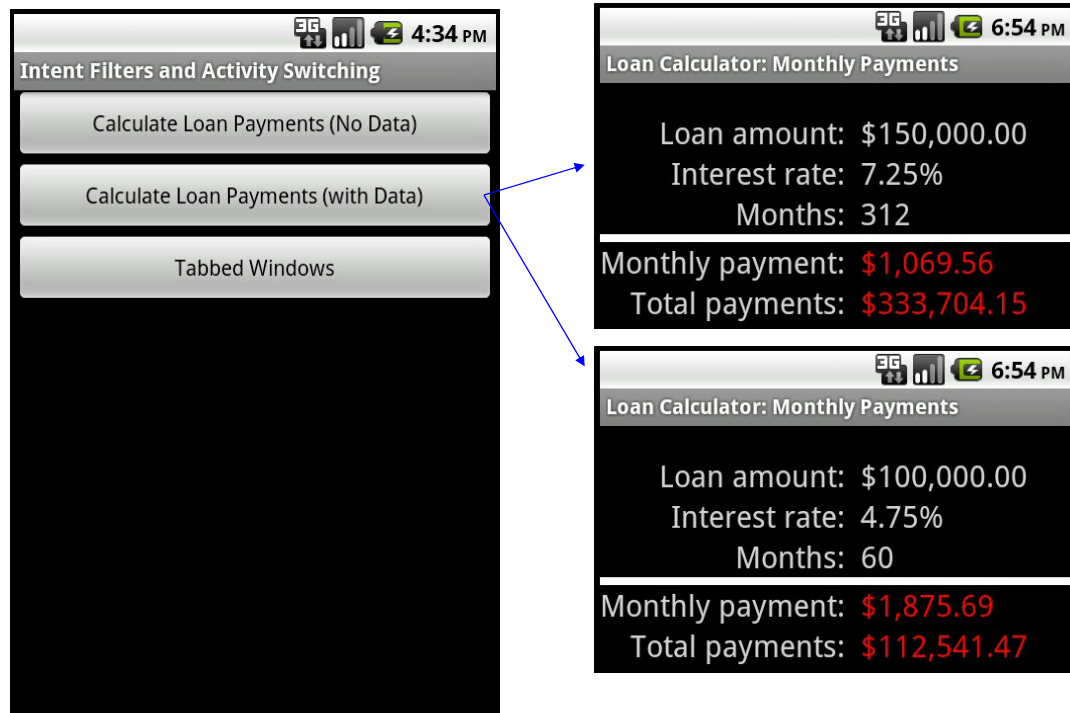 3G 4:34 PM
Intent Filters and Activity Switching
Calculate Loan Payments (No Data)
Calculate Loan Payments (with Data)
Tabbed Windows
3G 6:54 PM
Loan Calculator: Monthly Payments
Loan amount: $150,000.00
Interest rate: 7.25%
Months: 312
Monthly payment: $1,069.56
Total payments: $333,704.15
3G 6:54 PM
Loan Calculator: Monthly Payments
Loan amount: $100,000.00
Interest rate: 4.75%
Months: 60
Monthly payment: $1,875.69
Total payments: $112,541.47